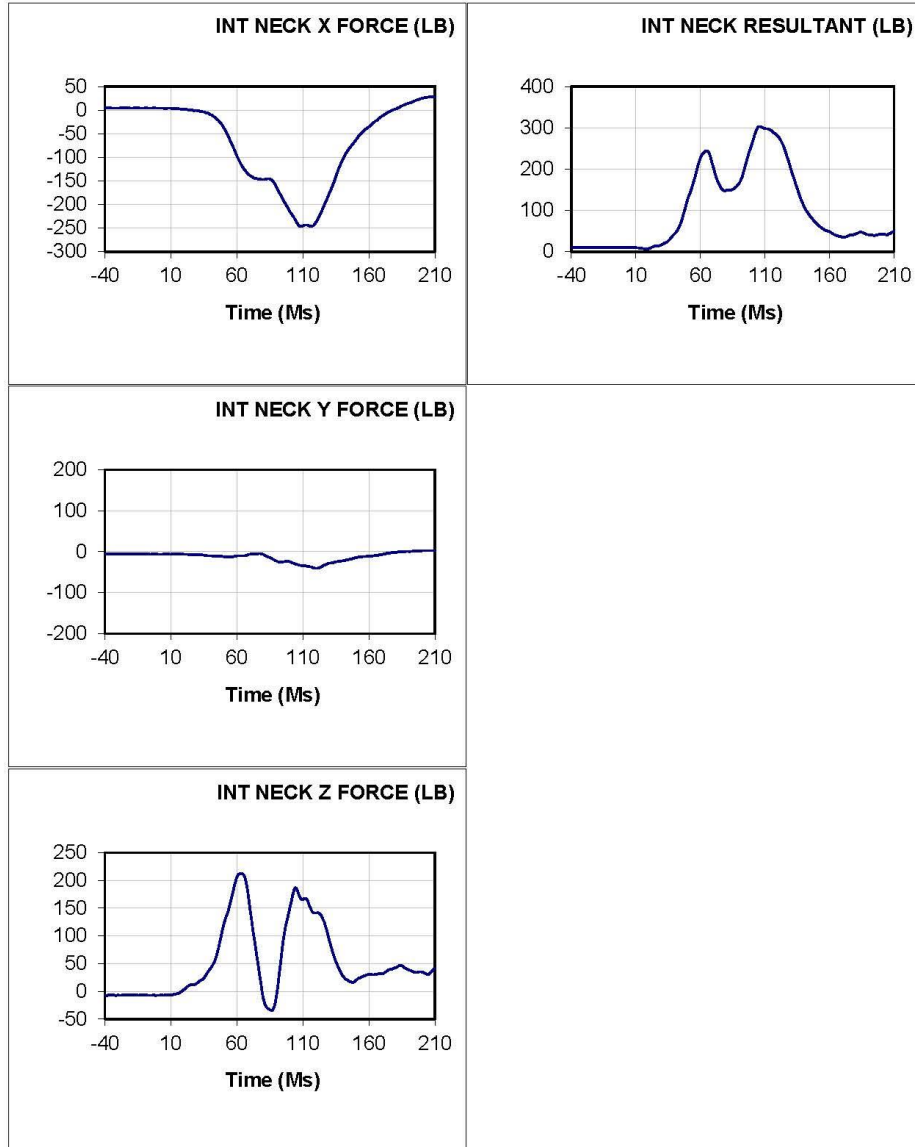 INT NECK X FORCE (LB)
50
0
-50
-100
-150
-200
-250
-300
-40 10 60 110 160 210
Time (Ms)
INT NECK RESULTANT (LB)
400
300
200
100
0
-40 10 60 110 160 210
Time (Ms)
INT NECK Y FORCE (LB)
200
100
0
-100
-200
-40 10 60 110 160 210
Time (Ms)
INT NECK Z FORCE (LB)
250
200
150
100
50
0
-50
-40 10 60 110 160 210
Time (Ms)